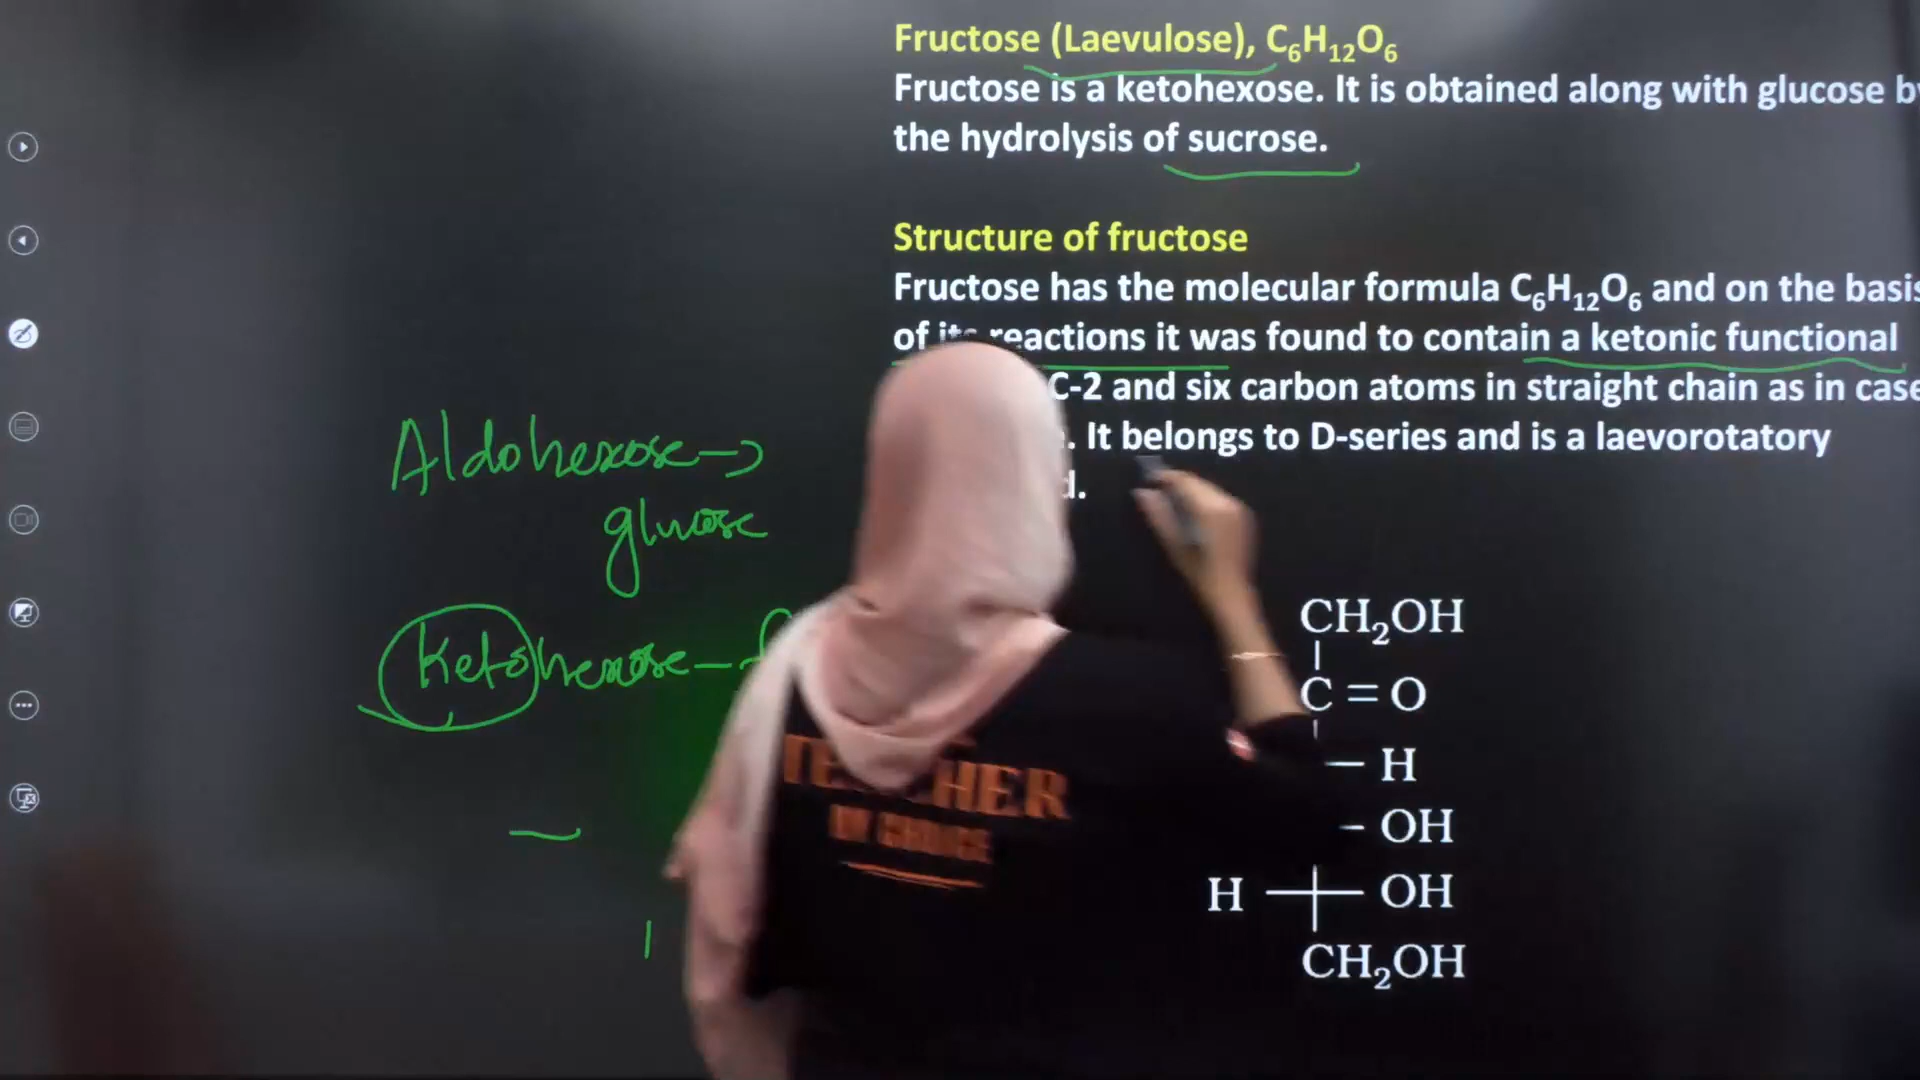 Fructose (Laevulose), C₆H₁₂O₆
Fructose is a ketohexose. It is obtained along with glucose by
the hydrolysis of sucrose.
Structure of fructose
Fructose has the molecular formula C₆H₁₂O₆ and on the basis
of its reactions it was found to contain a ketonic functional
C-2 and six carbon atoms in straight chain as in case
. It belongs to D-series and is a laevorotatory
d.
Aldohexose →
glucose
Ketohexose –
CH₂OH
C = O
– H
– OH
H OH
CH₂OH
TEACHER